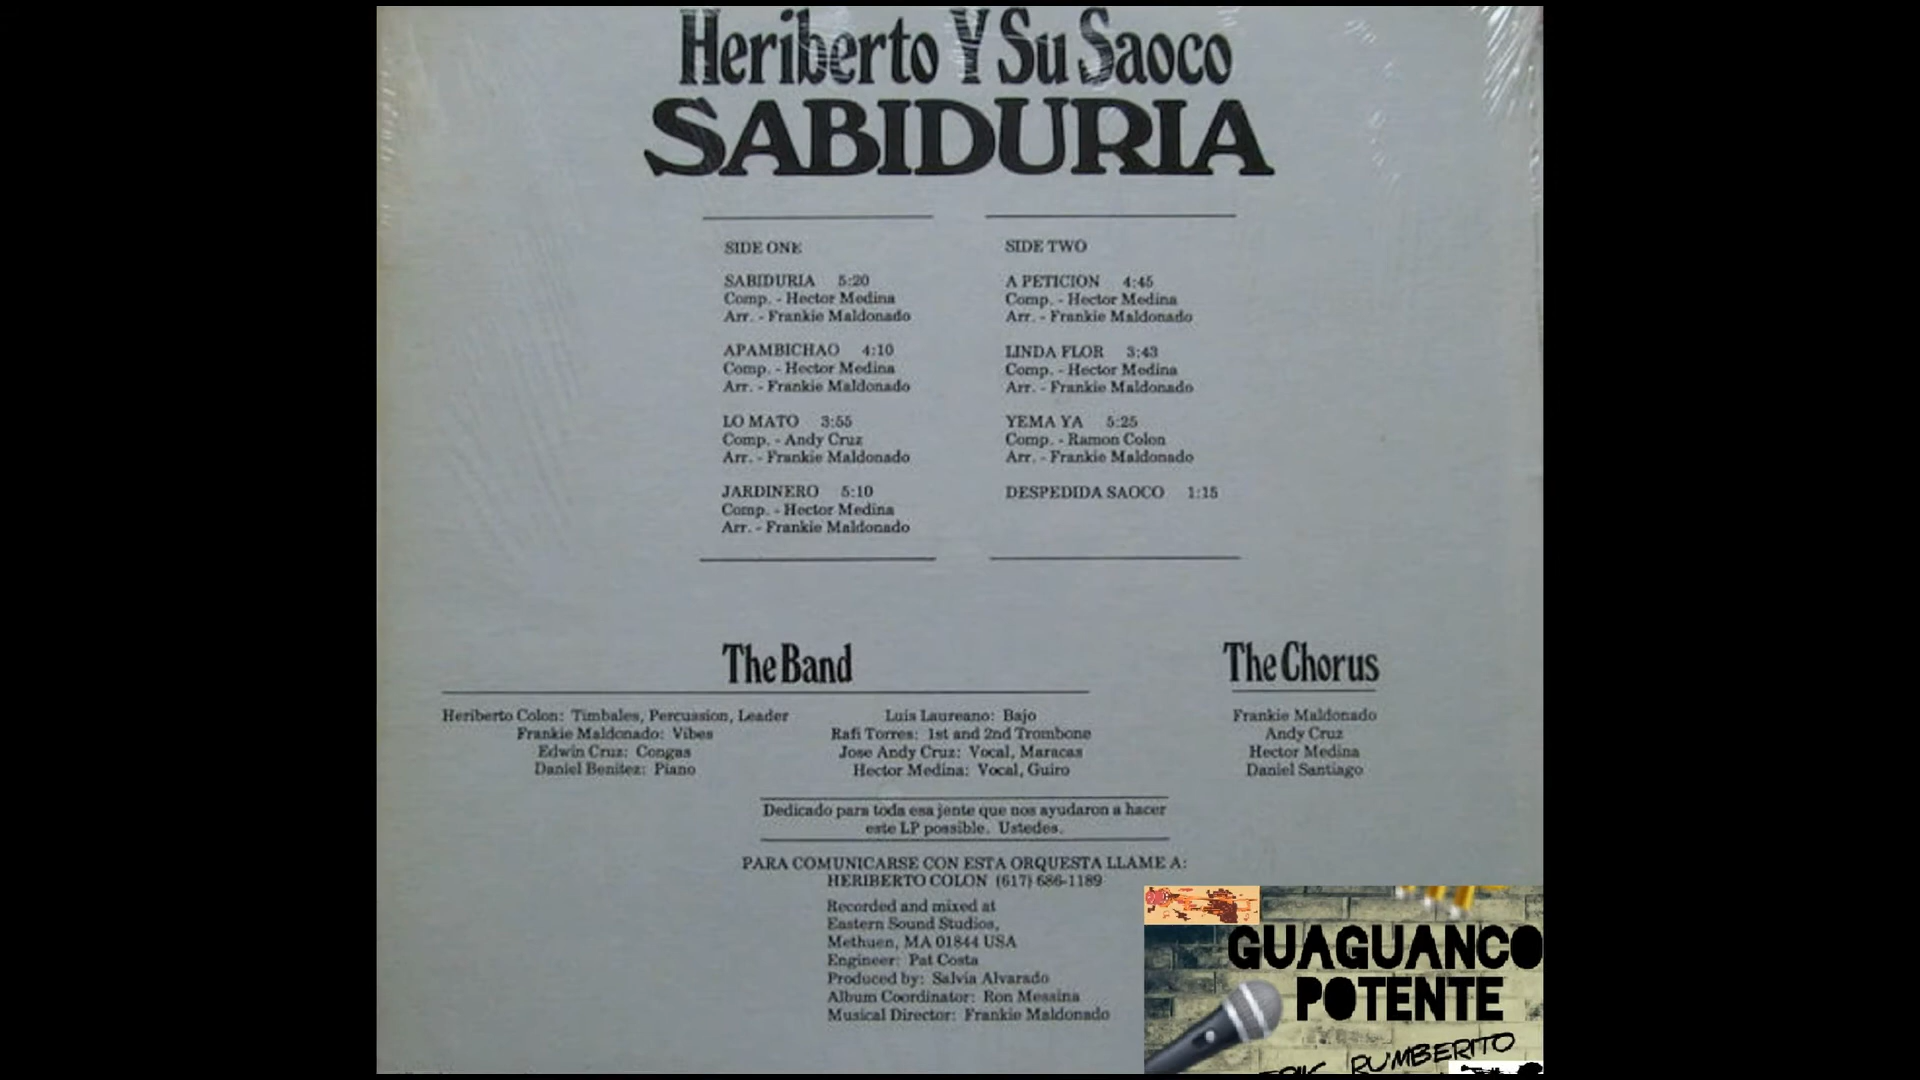 Heriberto Y Su Saoco
SABIDURIA
SIDE ONE
SABIDURIA 5:20
Comp. - Hector Medina
Arr. - Frankie Maldonado
APAMBICHAO 4:10
Comp. - Hector Medina
Arr. - Frankie Maldonado
LO MATO 3:55
Comp. - Andy Cruz
Arr. - Frankie Maldonado
JARDINERO 5:10
Comp. - Hector Medina
Arr. - Frankie Maldonado
SIDE TWO
A PETICION 4:45
Comp. - Hector Medina
Arr. - Frankie Maldonado
LINDA FLOR 3:43
Comp. - Hector Medina
Arr. - Frankie Maldonado
YEMA YA 5:25
Comp. - Ramon Colon
Arr. - Frankie Maldonado
DESPEDIDA SAOCO 1:15
The Band
Heriberto Colon: Timbales, Percussion, Leader
Frankie Maldonado: Vibes
Edwin Cruz: Congas
Daniel Benitez: Piano
Luis Laureano: Bajo
Rafi Torres: 1st and 2nd Trombone
Jose Andy Cruz: Vocal, Maracas
Hector Medina: Vocal, Guiro
The Chorus
Frankie Maldonado
Andy Cruz
Hector Medina
Daniel Santiago
Dedicado para toda esa jente que nos ayudaron a hacer
este LP possible. Ustedes.
PARA COMUNICARSE CON ESTA ORQUESTA LLAME A:
HERIBERTO COLON (617) 686-1189
Recorded and mixed at
Eastern Sound Studios,
Methuen, MA 01844 USA
Engineer: Pat Costa
Produced by: Salvia Alvarado
Album Coordinator: Ron Messina
Musical Director: Frankie Maldonado
GUAGUANCO
POTENTE
RUMBERITO